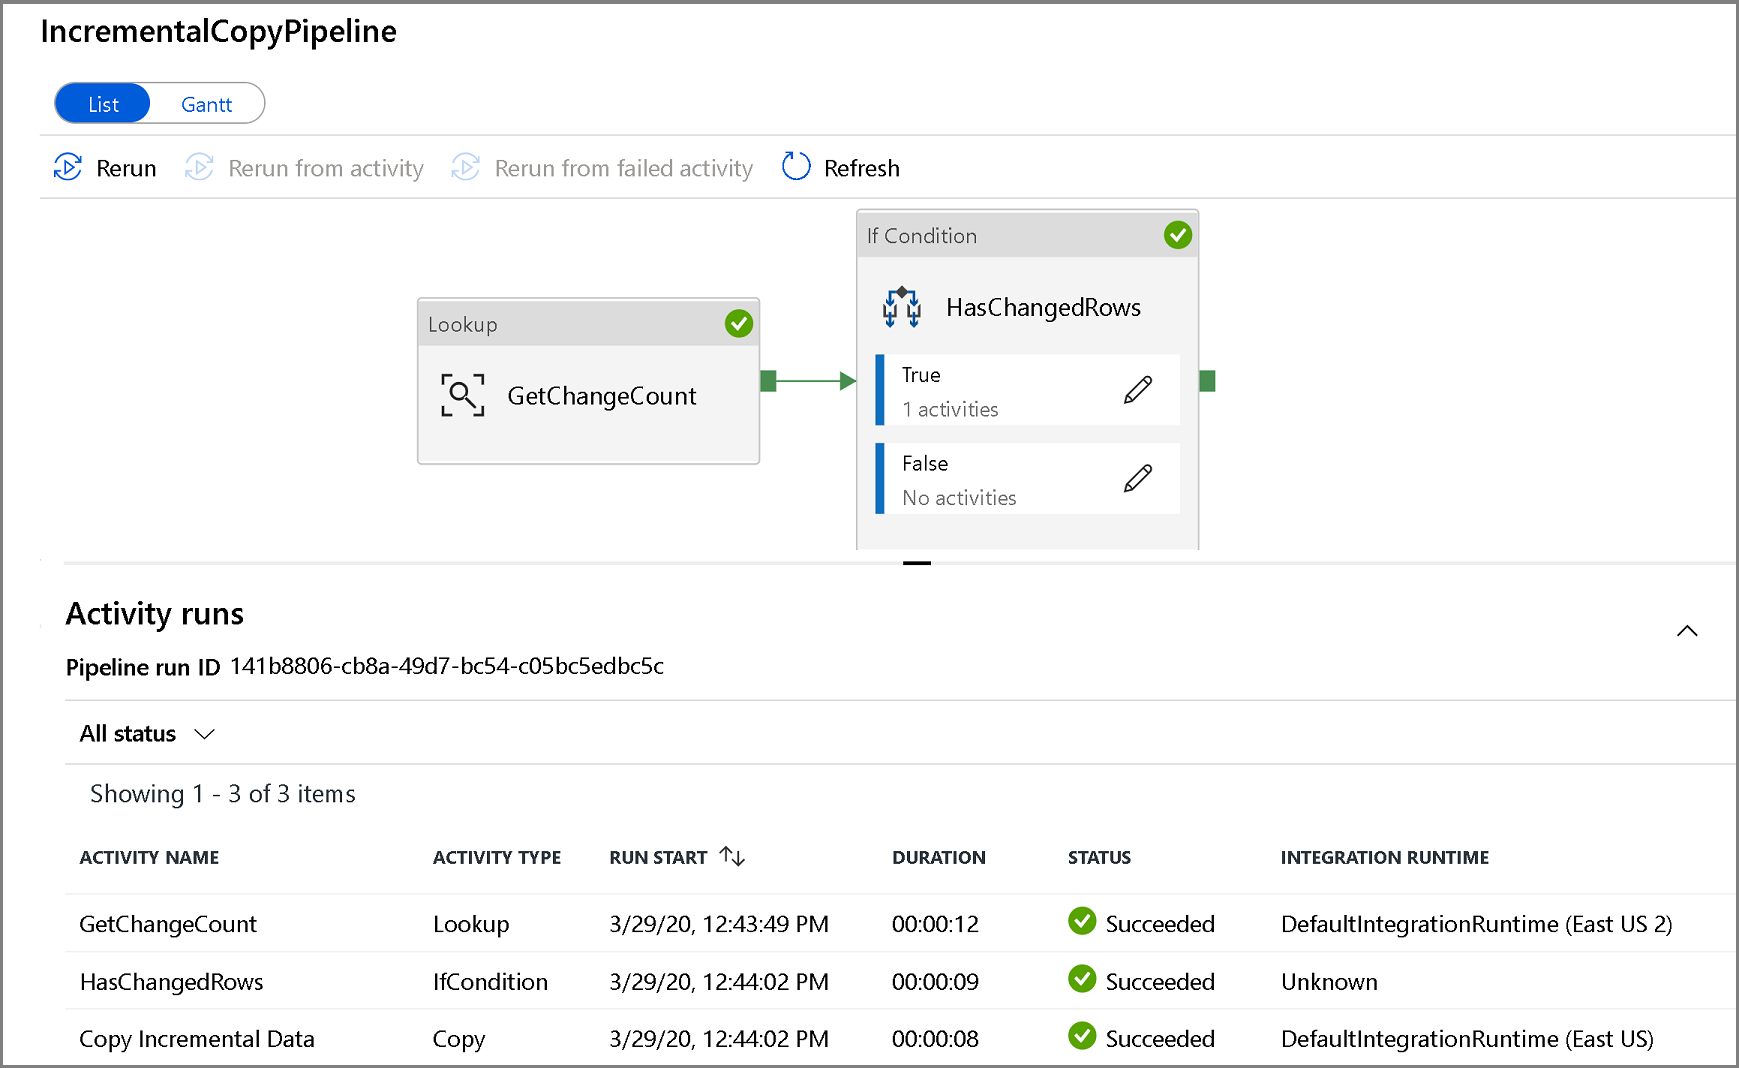 IncrementalCopyPipeline
List Gantt
Rerun Rerun from activity Rerun from failed activity Refresh
If Condition
HasChangedRows
Lookup
True
GetChangeCount
1 activities
False
No activities
Activity runs
Pipeline run ID 141b8806-cb8a-49d7-bc54-c05bc5edbc5c
All status
Showing 1 - 3 of 3 items
ACTIVITY NAME ACTIVITY TYPE RUN START DURATION STATUS INTEGRATION RUNTIME
GetChangeCount Lookup 3/29/20, 12:43:49 PM 00:00:12 Succeeded DefaultIntegrationRuntime (East US 2)
HasChangedRows IfCondition 3/29/20, 12:44:02 PM 00:00:09 Succeeded Unknown
Copy Incremental Data Copy 3/29/20, 12:44:02 PM 00:00:08 Succeeded DefaultIntegrationRuntime (East US)